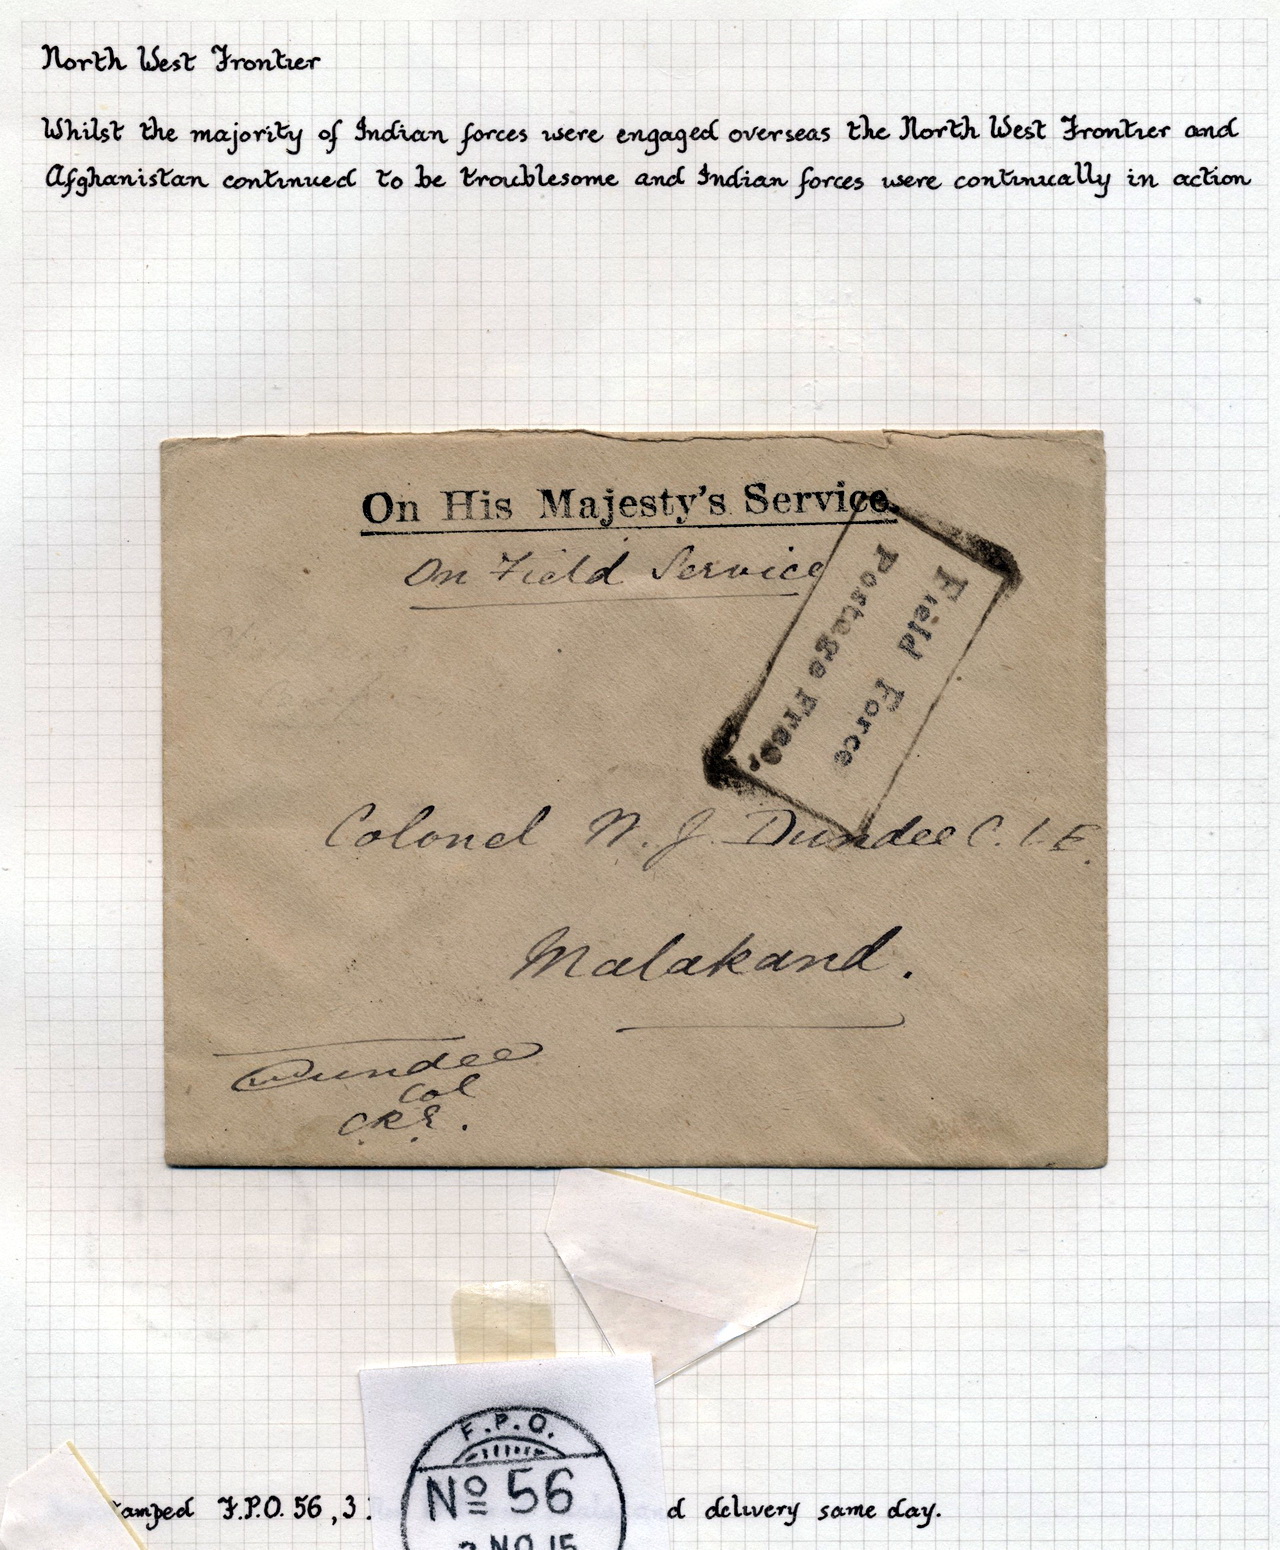 North West Frontier
Whilst the majority of Indian forces were engaged overseas the North West Frontier and
Afghanistan continued to be troublesome and Indian forces were continually in action
On His Majesty's Service.
On Field Service
Field Force
Postage Free.
Colonel W. J. Dundee C.I.E.
Malakand.
Dundee
Col
C.R.E.
F.P.O.
No 56
amped F.P.O. 56, 3 d delivery same day.
NO 15